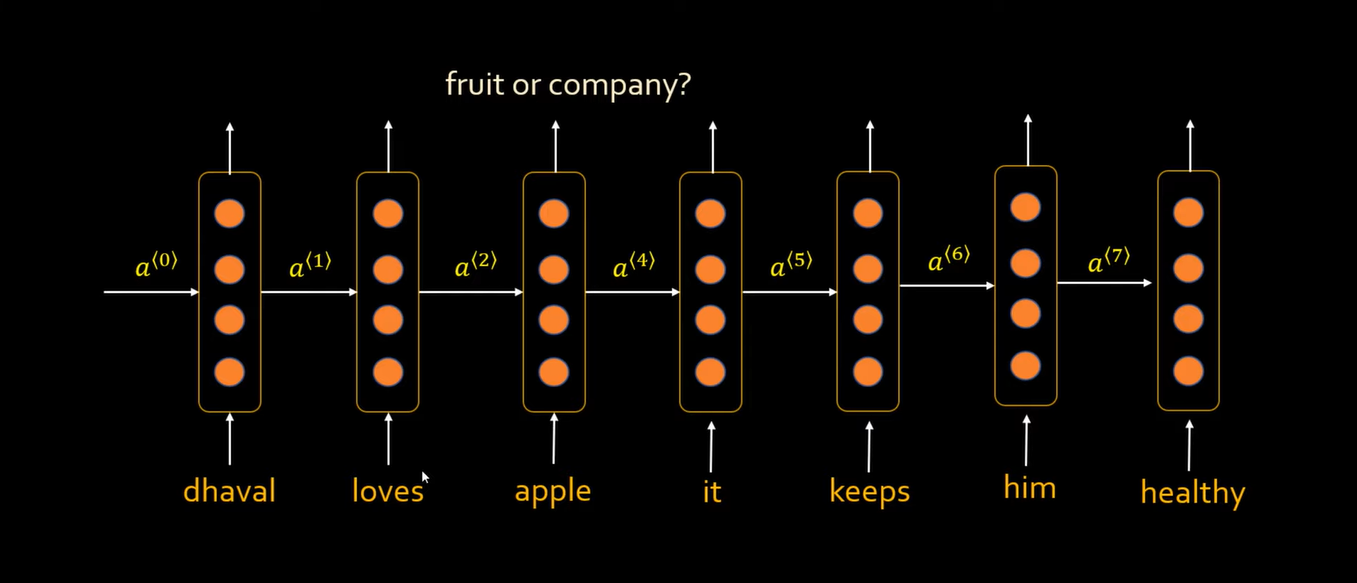 fruit or company?
a⟨0⟩ a⟨1⟩ a⟨2⟩ a⟨4⟩ a⟨5⟩ a⟨6⟩ a⟨7⟩
dhaval loves apple it keeps him healthy